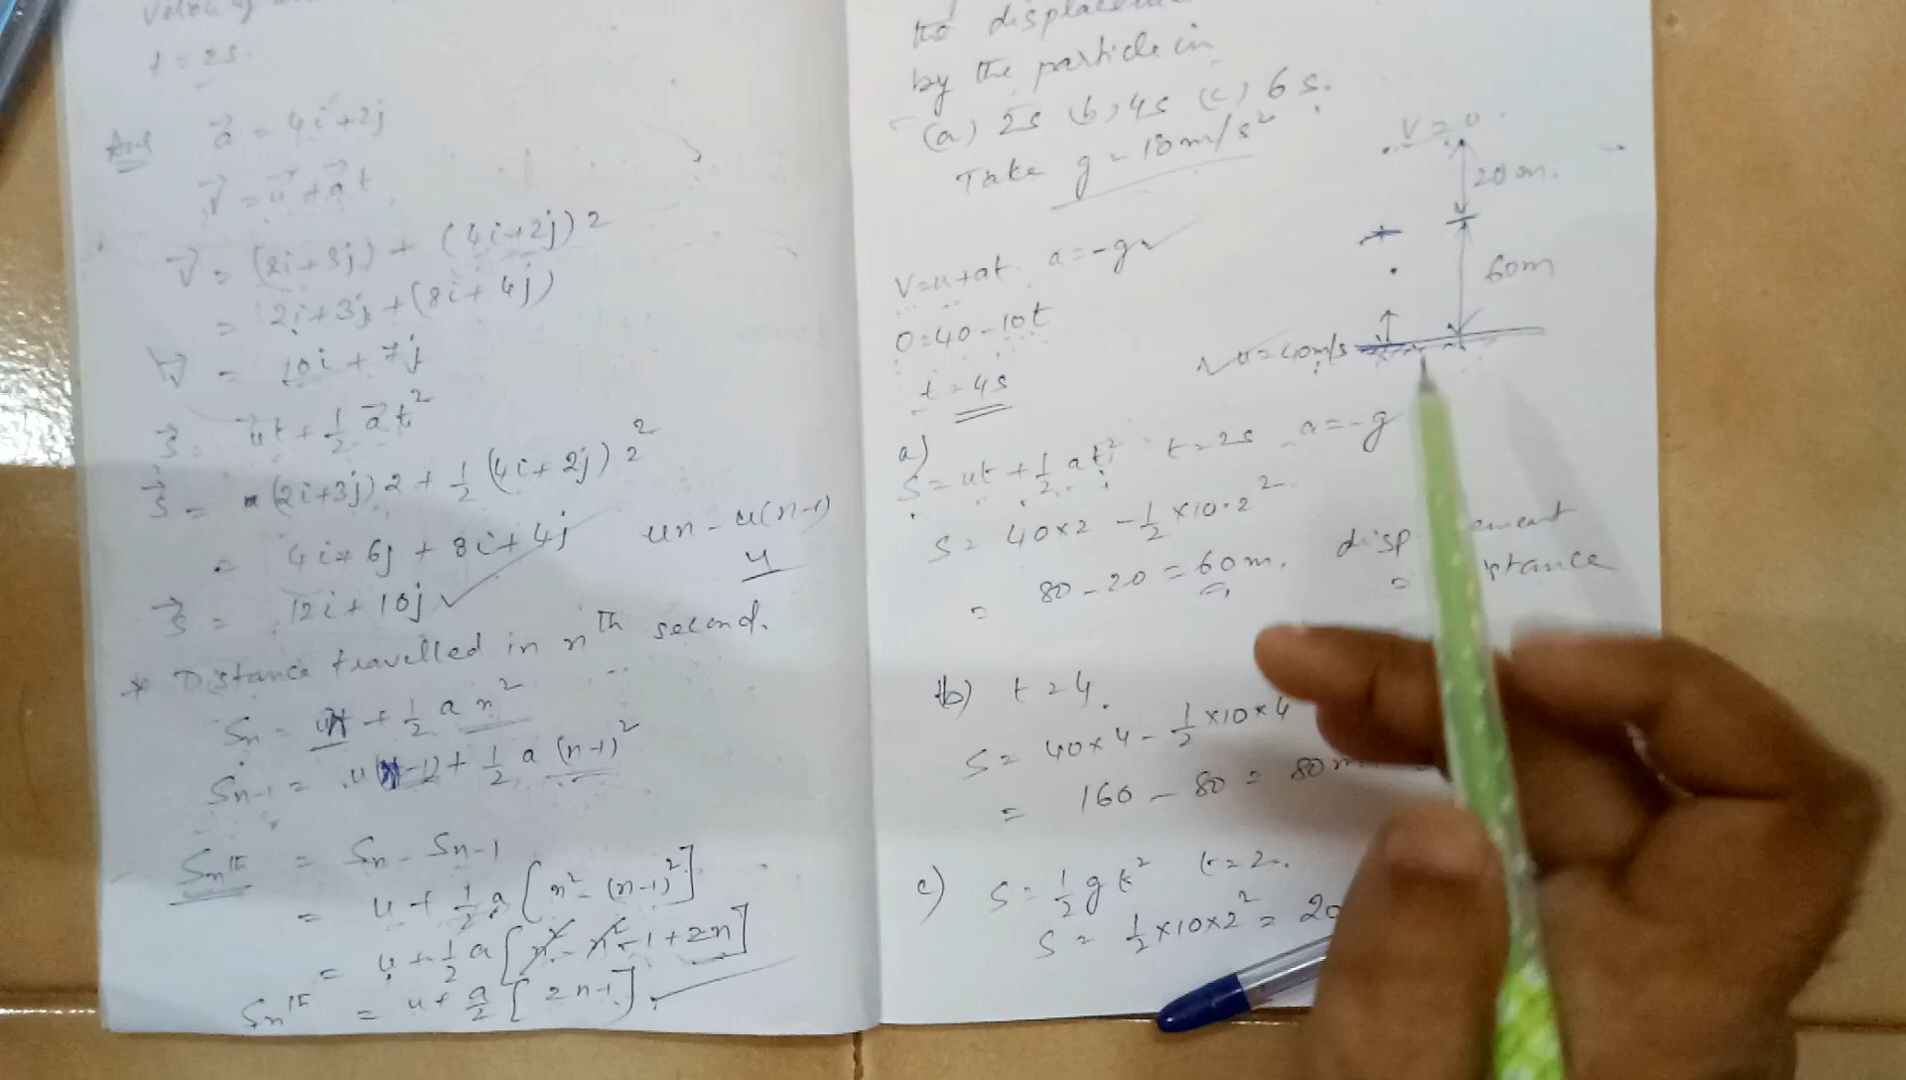 t = 2s.
Ans a⃗ = 4i + 2j
v⃗ = u⃗ + a⃗ t
v⃗ = (2i + 3j) + (4i + 2j) 2
= 2i + 3j + (8i + 4j)
v⃗ = 10i + 7j
s⃗ = u⃗t + 1/2 a⃗ t²
s⃗ = (2i+3j) 2 + 1/2 (4i + 2j) 2²
= 4i + 6j + 8i + 4j
s⃗ = 12i + 10j ✓
un - u(n-1)
u
* Distance travelled in nth second.
Sn = un + 1/2 a n²
Sn-1 = u(n-1) + 1/2 a (n-1)²
Snth = Sn - Sn-1
= u + 1/2 a [n² - (n-1)²]
= u + 1/2 a [n² - n² - 1 + 2n]
Snth = u + a/2 [2n-1]
by the particle in
(a) 2s (b) 4s (c) 6s.
Take g = 10m/s²
V=0.
20m.
60m
u = 40m/s
V=u+at a = -g ✓
0 = 40 - 10t
t = 4s
a)
S = ut + 1/2 at² t = 2s a = -g
S = 40×2 - 1/2 ×10·2²
= 80 - 20 = 60m.
b) t = 4.
S = 40×4 - 1/2 ×10×4
= 160 - 80 = 80m
c) S = 1/2 g t² t = 2.
S = 1/2 ×10×2² = 20